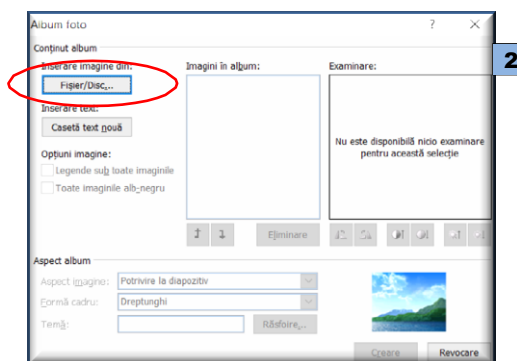 Album foto
Conținut album
Inserare imagine din:
Imagini în album:
Examinare:
2
Fișier/Disc...
Inserare text:
Casetă text nouă
Nu este disponibilă nicio examinare
pentru această selecție
Opțiuni imagine:
Legende sub toate imaginile
Toate imaginile alb-negru
Eliminare
Aspect album
Aspect imagine:
Potrivire la diapozitiv
Formă cadru:
Dreptunghi
Temă:
Răsfoire...
Creare
Revocare